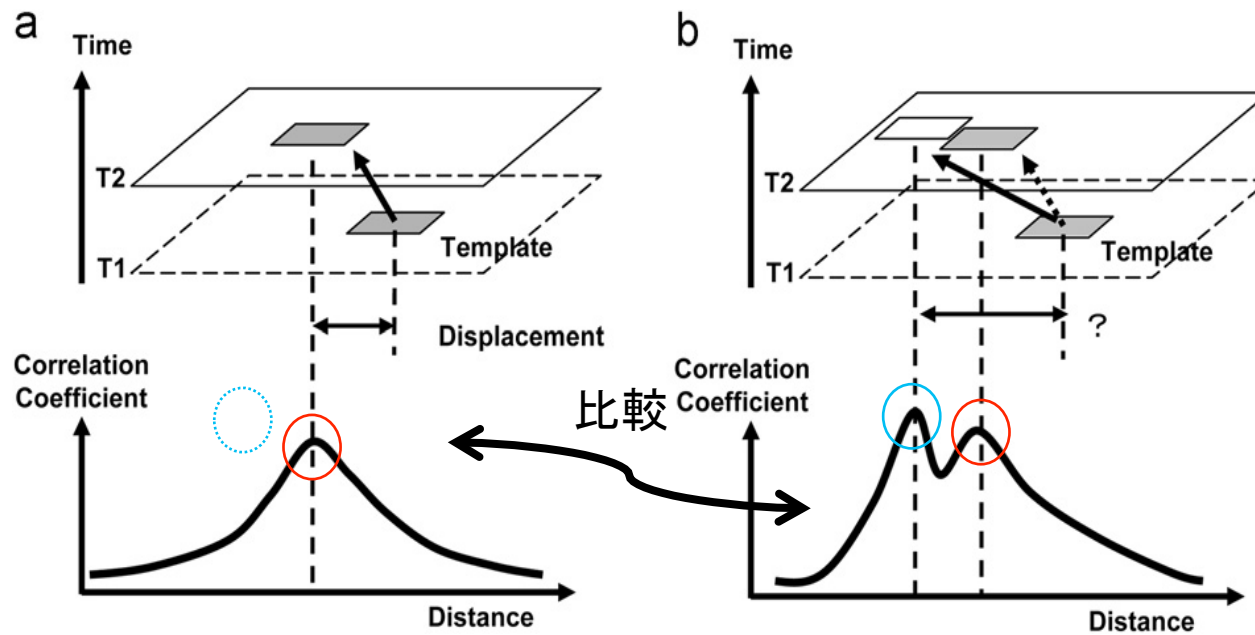 a
Time
T2
T1
Template
Displacement
Correlation
Coefficient
Distance
比較
b
Time
T2
T1
Template
?
Correlation
Coefficient
Distance